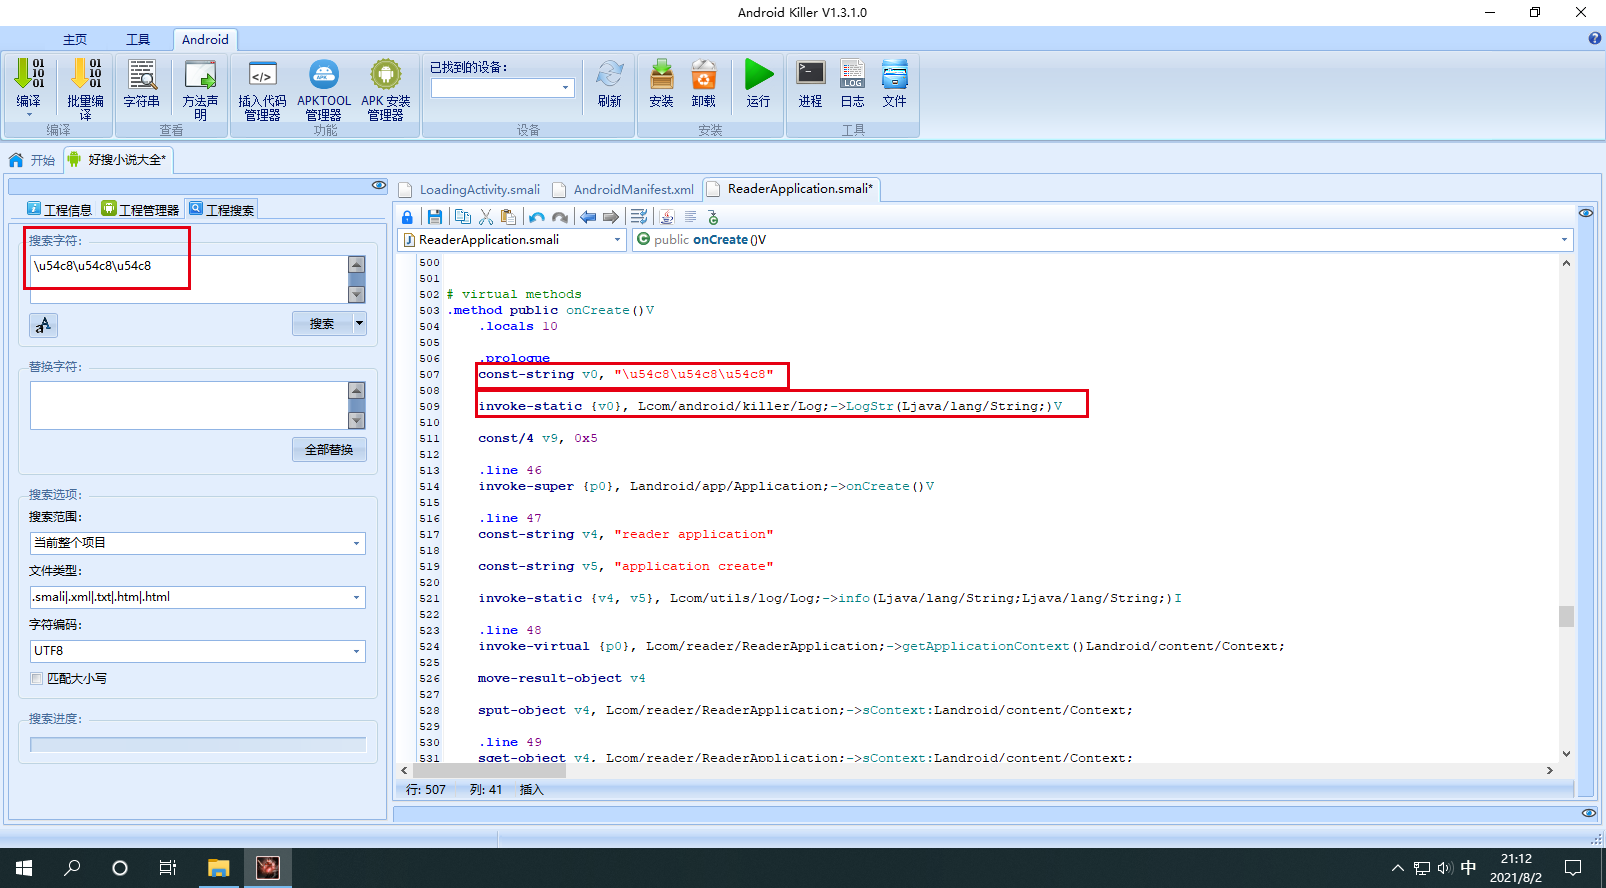 Android Killer V1.3.1.0
主页 工具 Android
编译 批量编译 字符串 方法声明 插入代码管理器 APKTOOL管理器 APK 安装管理器 已找到的设备: 刷新 安装 卸载 运行 进程 日志 文件
编译 查看 功能 设备 安装 工具
开始 好搜小说大全*
工程信息 工程管理器 工程搜索
搜索字符:
\u54c8\u54c8\u54c8
aA
搜索
替换字符:
全部替换
搜索选项:
搜索范围:
当前整个项目
文件类型:
.smali|.xml|.txt|.htm|.html
字符编码:
UTF8
匹配大小写
搜索进度:
LoadingActivity.smali AndroidManifest.xml ReaderApplication.smali*
ReaderApplication.smali public onCreate()V
500
501
502 # virtual methods
503 .method public onCreate()V
504 .locals 10
505
506 .prologue
507 const-string v0, "\u54c8\u54c8\u54c8"
508
509 invoke-static {v0}, Lcom/android/killer/Log;->LogStr(Ljava/lang/String;)V
510
511 const/4 v9, 0x5
512
513 .line 46
514 invoke-super {p0}, Landroid/app/Application;->onCreate()V
515
516 .line 47
517 const-string v4, "reader application"
518
519 const-string v5, "application create"
520
521 invoke-static {v4, v5}, Lcom/utils/log/Log;->info(Ljava/lang/String;Ljava/lang/String;)I
522
523 .line 48
524 invoke-virtual {p0}, Lcom/reader/ReaderApplication;->getApplicationContext()Landroid/content/Context;
525
526 move-result-object v4
527
528 sput-object v4, Lcom/reader/ReaderApplication;->sContext:Landroid/content/Context;
529
530 .line 49
531 sget-object v4, Lcom/reader/ReaderApplication;->sContext:Landroid/content/Context;
行: 507 列: 41 插入
中
21:12
2021/8/2